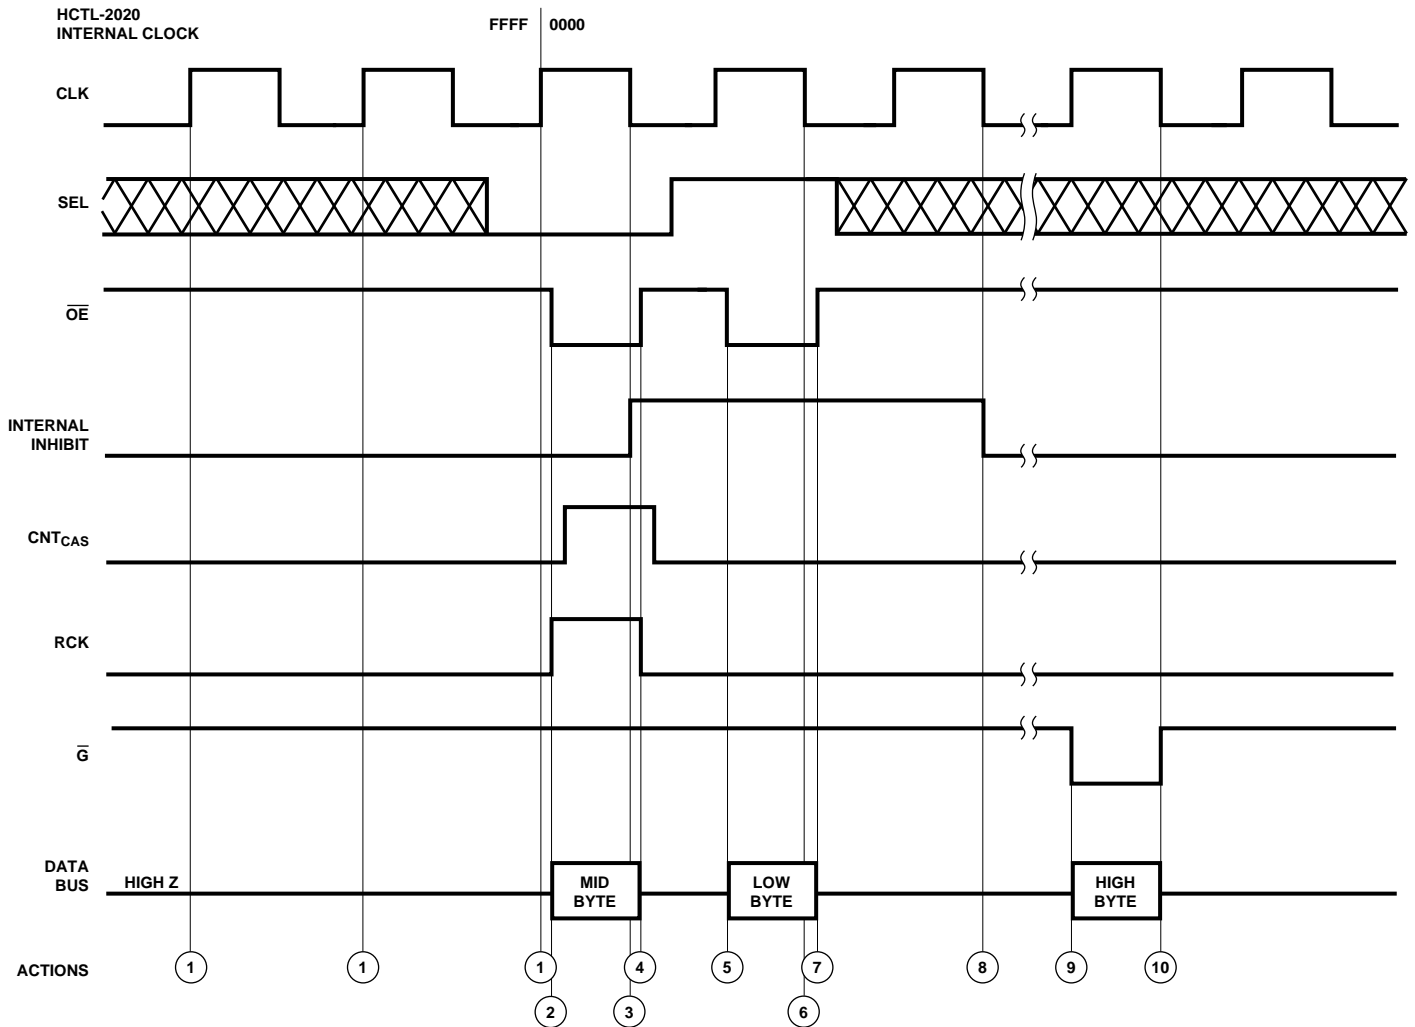 HCTL-2020
INTERNAL CLOCK
FFFF 0000
CLK
SEL
OE
INTERNAL
INHIBIT
CNTCAS
RCK
G
DATA
BUS
HIGH Z
MID
BYTE
LOW
BYTE
HIGH
BYTE
ACTIONS
1 1 1 4 5 7 8 9 10
2 3 6